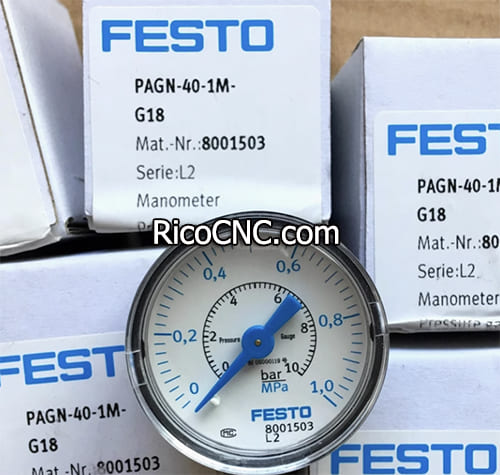 FESTO
PAGN-40-1M-
G18
Mat.-Nr.:8001503
Serie:L2
Manometer
RicoCNC.com
FESTO
PAGN-40-1M
G18
Mat.-Nr.:80
Serie:L2
Manometer
Pressure ga
FESTO
PAGN-40-1M-
G18
Mat.-Nr.:8001503
FESTO
0 0,2 0,4 0,6 0,8 1,0
0 2 4 6 8 10
Pressure Gauge
bar
MPa
FESTO
8001503
L2